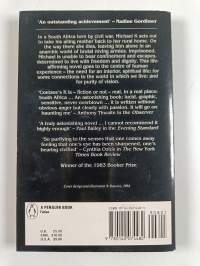 'An outstanding achievement' – Nadine Gordimer
In a South Africa torn by civil war, Michael K sets out
to take his ailing mother back to her rural home. On
the way there she dies, leaving him alone in an
anarchic world of brutal roving armies. Imprisoned,
Michael is unable to bear confinement and escapes,
determined to live with freedom and dignity. This life
affirming novel goes to the centre of human
experience – the need for an interior, spiritual life; for
some connections to the world in which we live; and
for purity of vision.
'Coetzee's K is – fiction or not – real, in a real place:
South Africa ... An astonishing book: lucid, graphic,
sensitive, never overblown ... it is written without
obvious anger but clearly with passion. It will go on
haunting me' – Anthony Thwaite in the Observer
'A truly astonishing novel ... I cannot recommend it
highly enough' – Paul Bailey in the Evening Standard
'So purifying to the senses that one comes away
feeling that one's eye has been sharpened, one's
hearing vivified' – Cynthia Ozick in The New York
Times Book Review
Winner of the 1983 Booker Prize.
A PENGUIN BOOK
Fiction